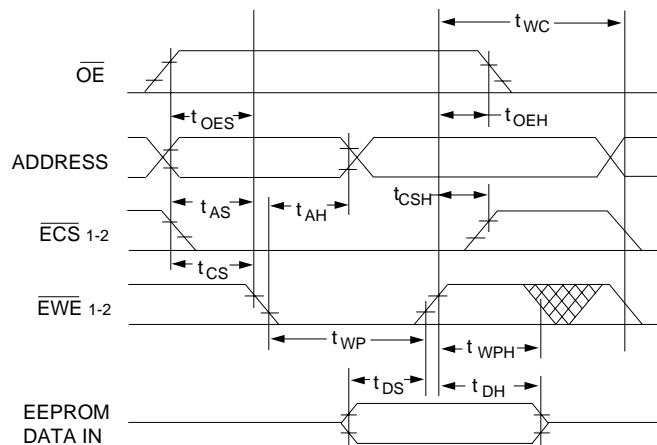 tWC
OE
tOES
tOEH
ADDRESS
tAS
tAH
tCSH
ECS 1-2
tCS
EWE 1-2
tWP
tWPH
tDS
tDH
EEPROM
DATA IN